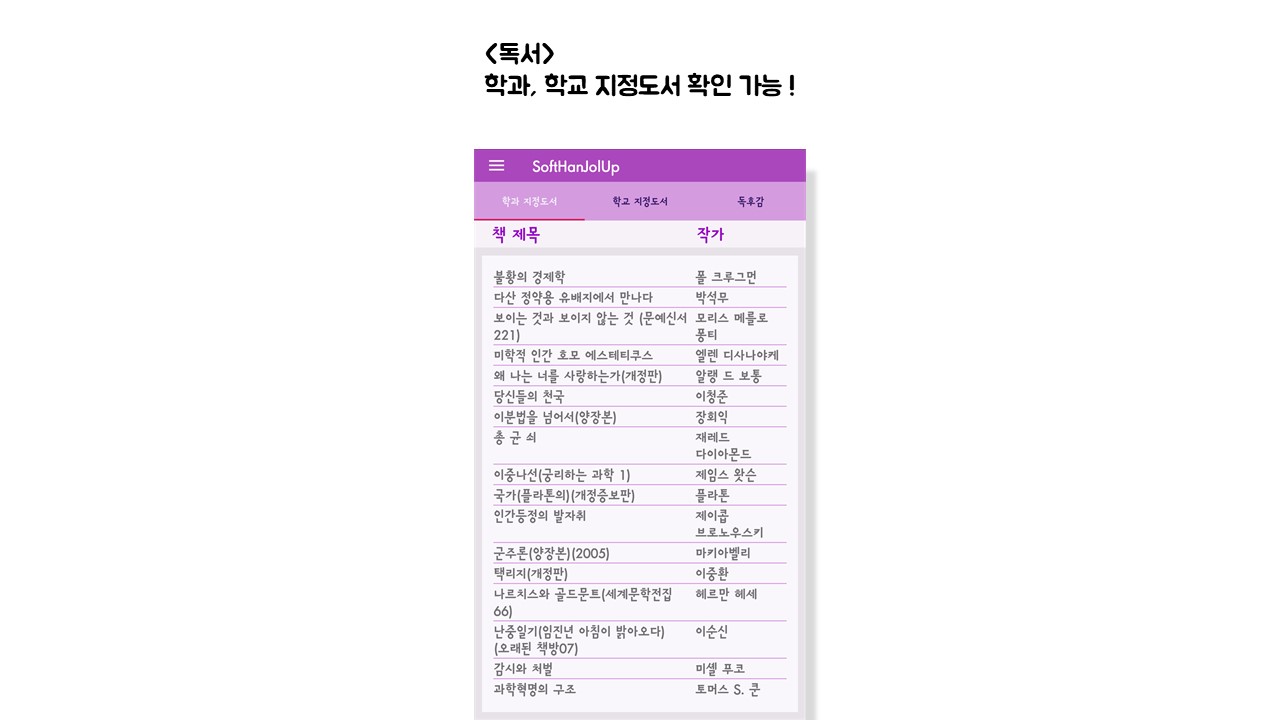 <독서>
학과, 학교 지정도서 확인 가능 !
SoftHanJolUp
학과 지정도서 학교 지정도서 독후감
책 제목 작가
불황의 경제학 폴 크루그먼
다산 정약용 유배지에서 만나다 박석무
보이는 것과 보이지 않는 것 (문예신서 모리스 메를로
221) 퐁티
미학적 인간 호모 에스테티쿠스 엘렌 디사나야케
왜 나는 너를 사랑하는가(개정판) 알랭 드 보통
당신들의 천국 이청준
이분법을 넘어서(양장본) 장회익
총 균 쇠 재레드
다이아몬드
이중나선(궁리하는 과학 1) 제임스 왓슨
국가(플라톤의)(개정증보판) 플라톤
인간등정의 발자취 제이콥
브로노우스키
군주론(양장본)(2005) 마키아벨리
택리지(개정판) 이중환
나르치스와 골드문트(세계문학전집 헤르만 헤세
66)
난중일기(임진년 아침이 밝아오다) 이순신
(오래된 책방07)
감시와 처벌 미셸 푸코
과학혁명의 구조 토머스 S. 쿤